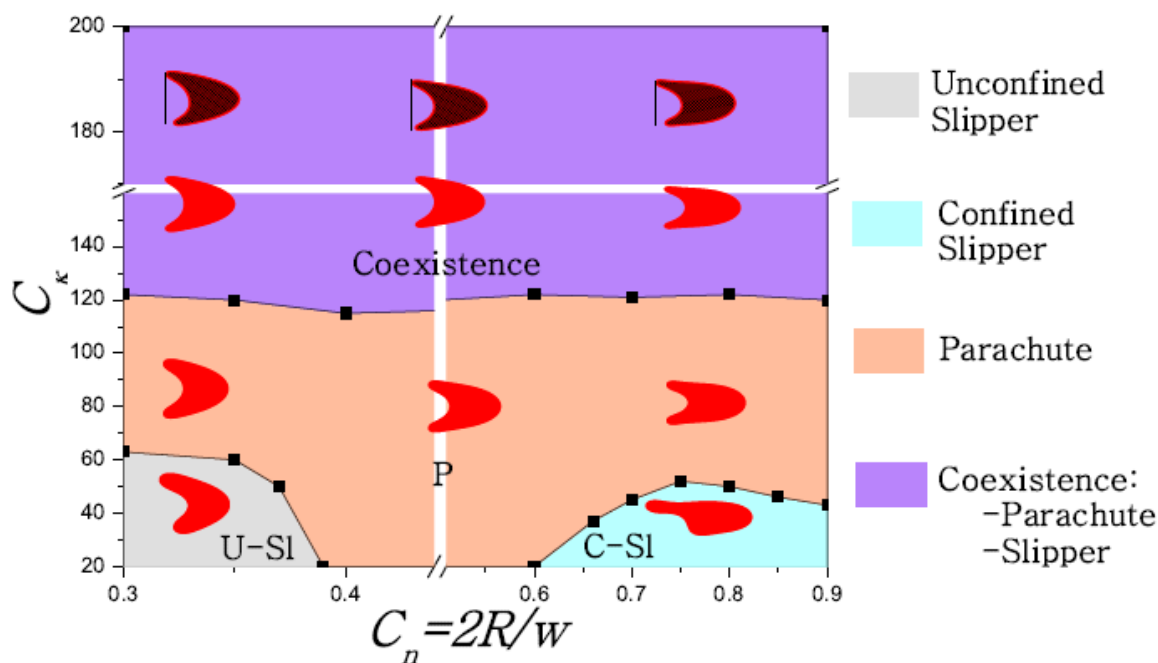 200
180
140
120
100
80
60
40
20
C_κ
0.3
0.4
0.6
0.7
0.8
0.9
C_n=2R/w
Coexistence
P
U-Sl
C-Sl
Unconfined
Slipper
Confined
Slipper
Parachute
Coexistence:
-Parachute
-Slipper